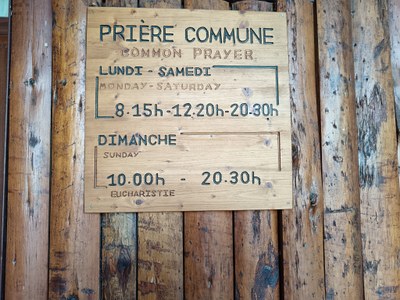 PRIÈRE COMMUNE
COMMON PRAYER
LUNDI - SAMEDI
MONDAY - SATURDAY
8.15h - 12.20h - 20.30h
DIMANCHE
SUNDAY
10.00h - 20.30h
EUCHARISTIE